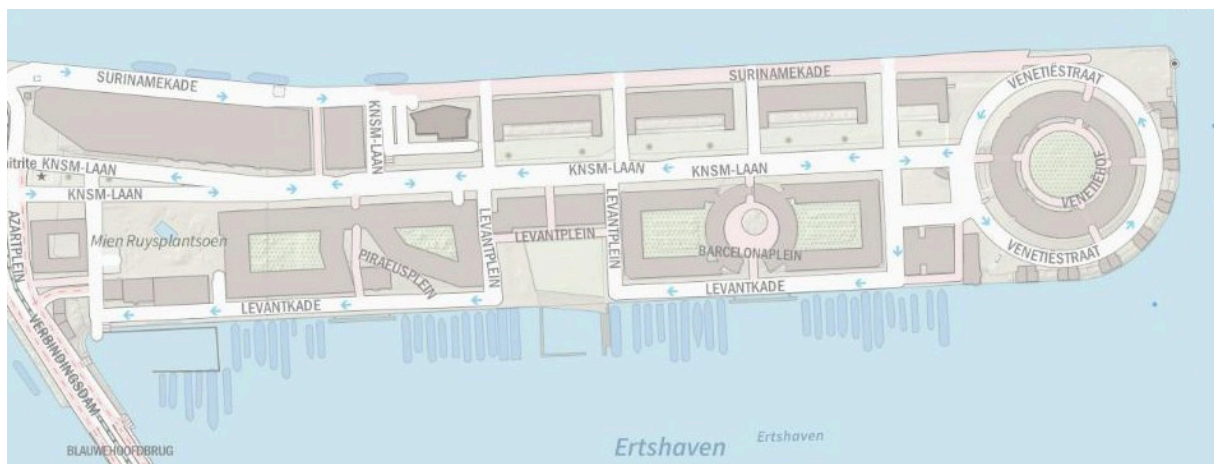 SURINAMEKADE
SURINAMEKADE
VENETIËSTRAAT
KNSM-LAAN
nitrite KNSM-LAAN
KNSM-LAAN
KNSM-LAAN
KNSM-LAAN
VENETIËHOF
AZARTPLEIN
Mien Ruysplantsoen
PIRAEUSPLEIN
LEVANTPLEIN
LEVANTPLEIN
LEVANTPLEIN
BARCELONAPLEIN
VENETIËSTRAAT
LEVANTKADE
LEVANTKADE
VERBINDINGSDAM
BLAUWEHOOFDBRUG
Ertshaven
Ertshaven